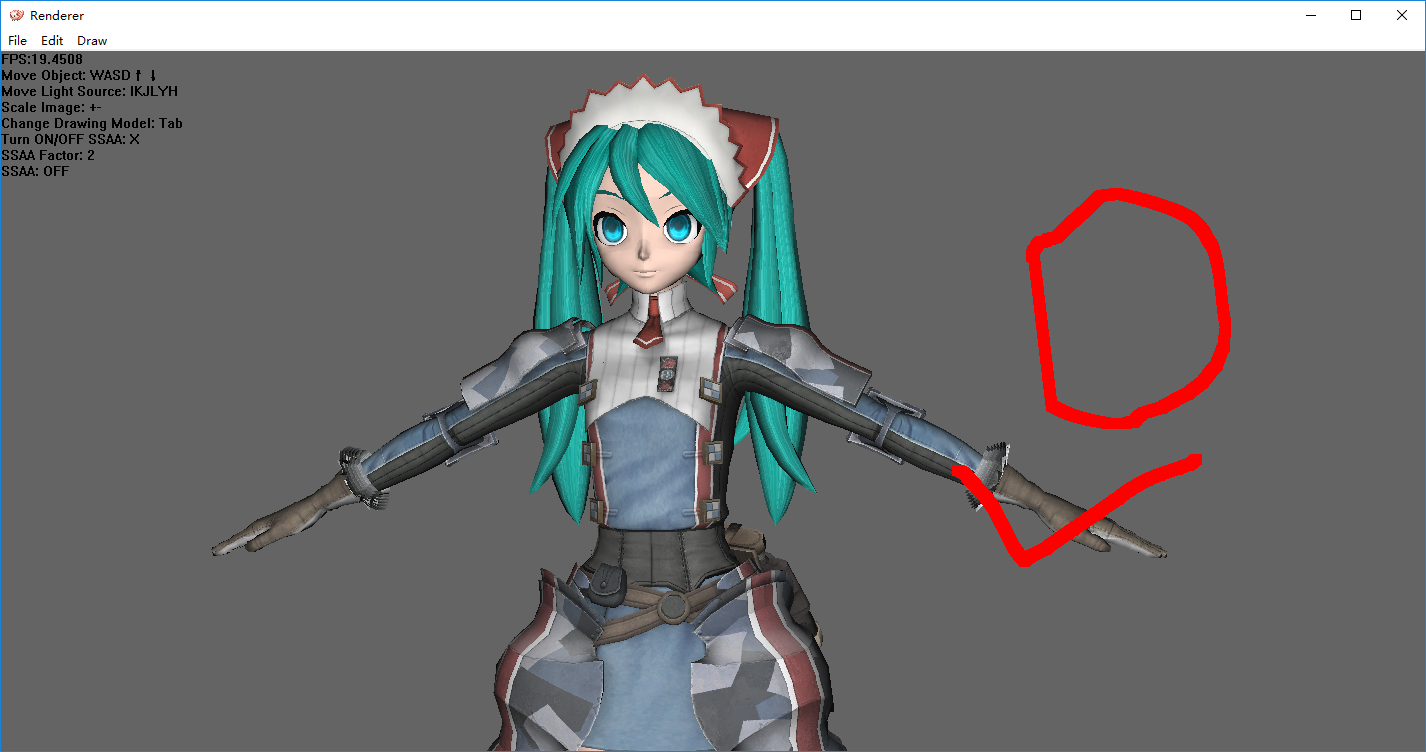 Renderer
File Edit Draw
FPS:19.4508
Move Object: WASD↑↓
Move Light Source: IKJLYH
Scale Image: +-
Change Drawing Model: Tab
Turn ON/OFF SSAA: X
SSAA Factor: 2
SSAA: OFF